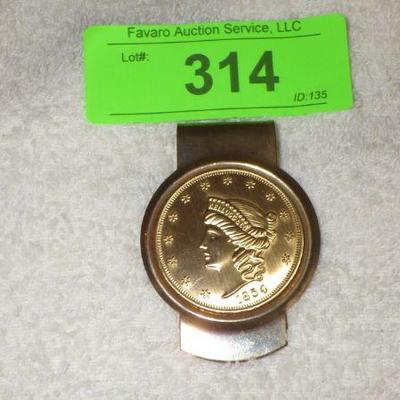 Favaro Auction Service, LLC
Lot#:
314
ID:135
1854